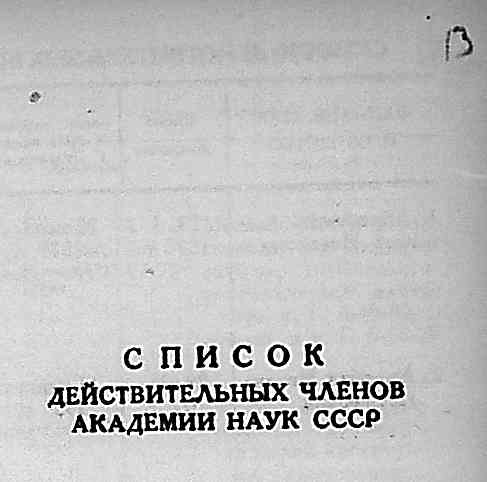 СПИСОК
ДЕЙСТВИТЕЛЬНЫХ ЧЛЕНОВ
АКАДЕМИИ НАУК СССР